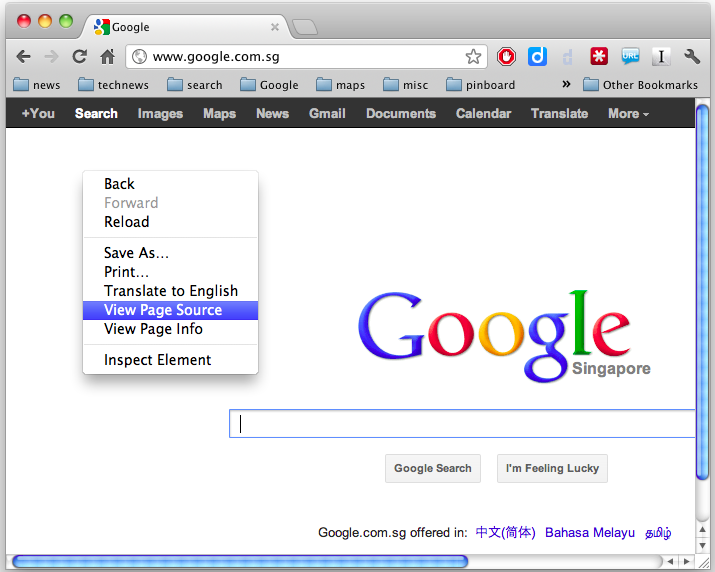 Google
www.google.com.sg
URL
news technews search Google maps misc pinboard » Other Bookmarks
+You Search Images Maps News Gmail Documents Calendar Translate More
Back
Forward
Reload
Save As...
Print...
Translate to English
View Page Source
View Page Info
Inspect Element
Google
Singapore
Google Search I'm Feeling Lucky
Google.com.sg offered in: 中文(简体) Bahasa Melayu தமிழ்